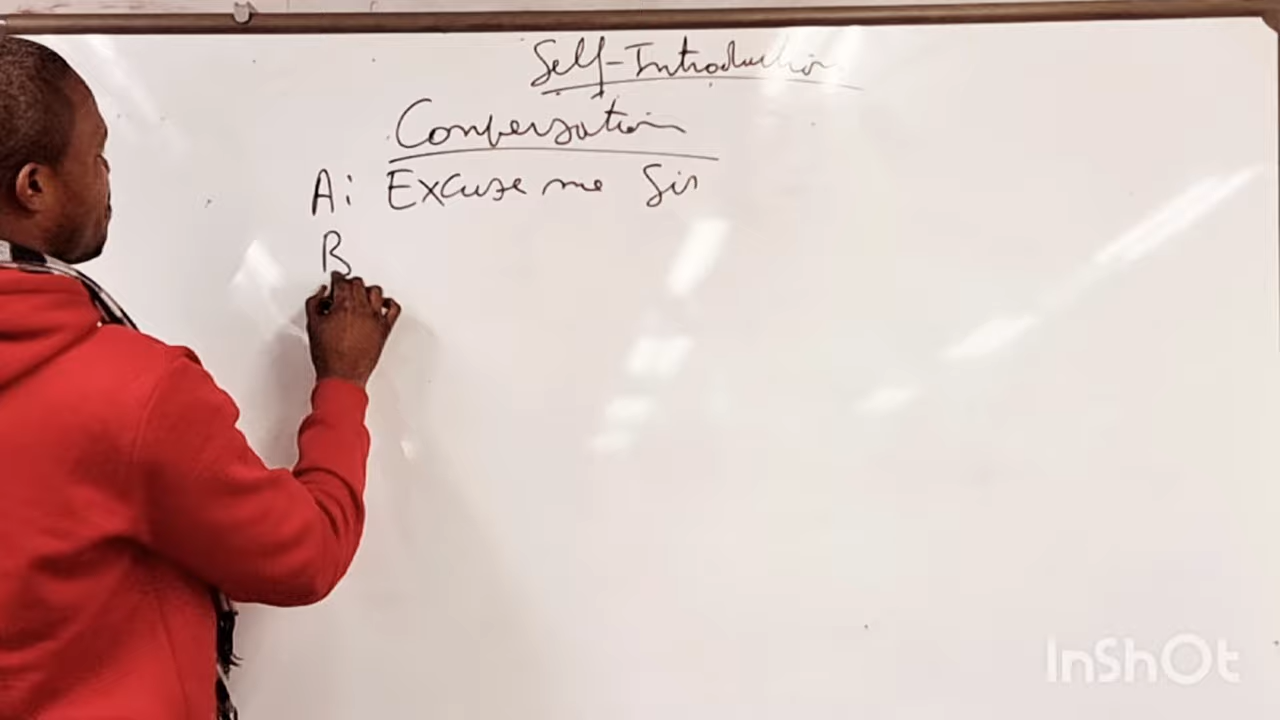 Self-Introduction
Conversation
A: Excuse me Sir
B
InShOt